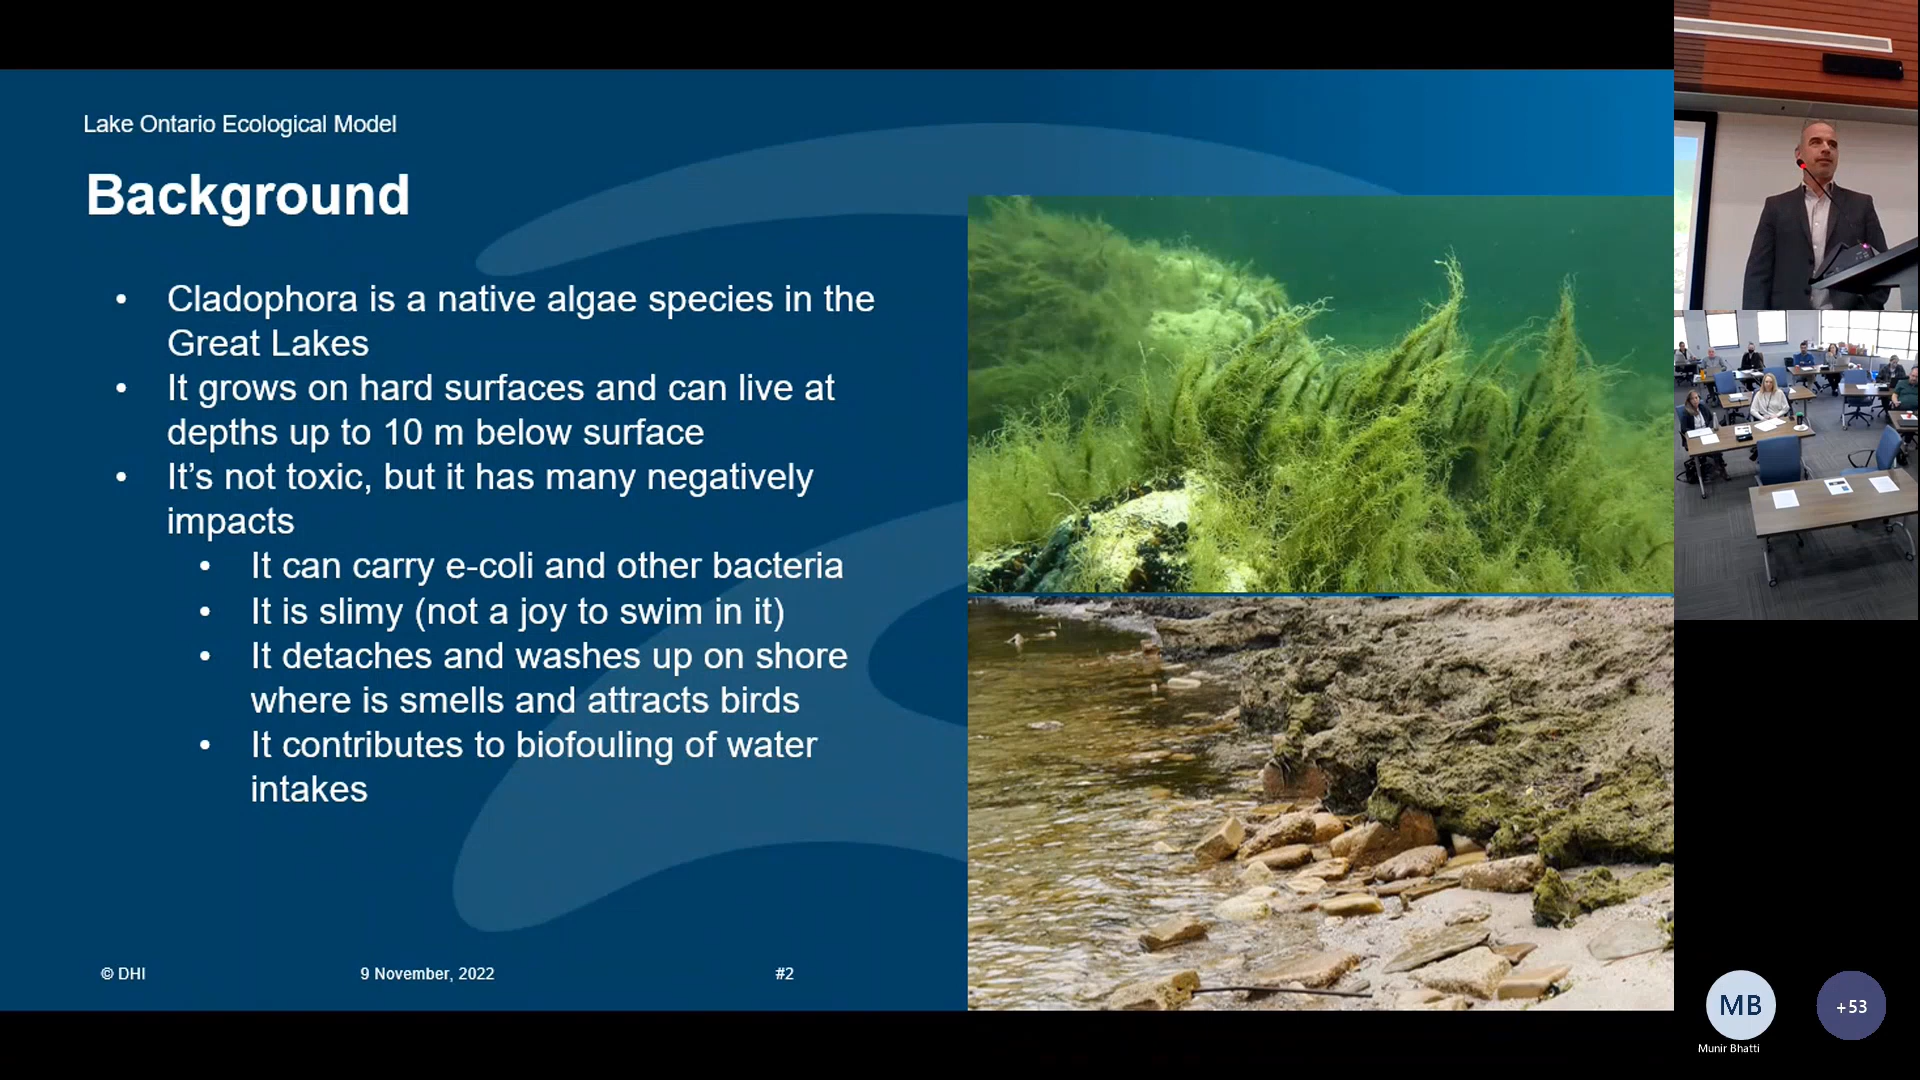 Lake Ontario Ecological Model
Background
• Cladophora is a native algae species in the
Great Lakes
• It grows on hard surfaces and can live at
depths up to 10 m below surface
• It’s not toxic, but it has many negatively
impacts
• It can carry e-coli and other bacteria
• It is slimy (not a joy to swim in it)
• It detaches and washes up on shore
where is smells and attracts birds
• It contributes to biofouling of water
intakes
© DHI
9 November, 2022
#2
MB
+53
Munir Bhatti